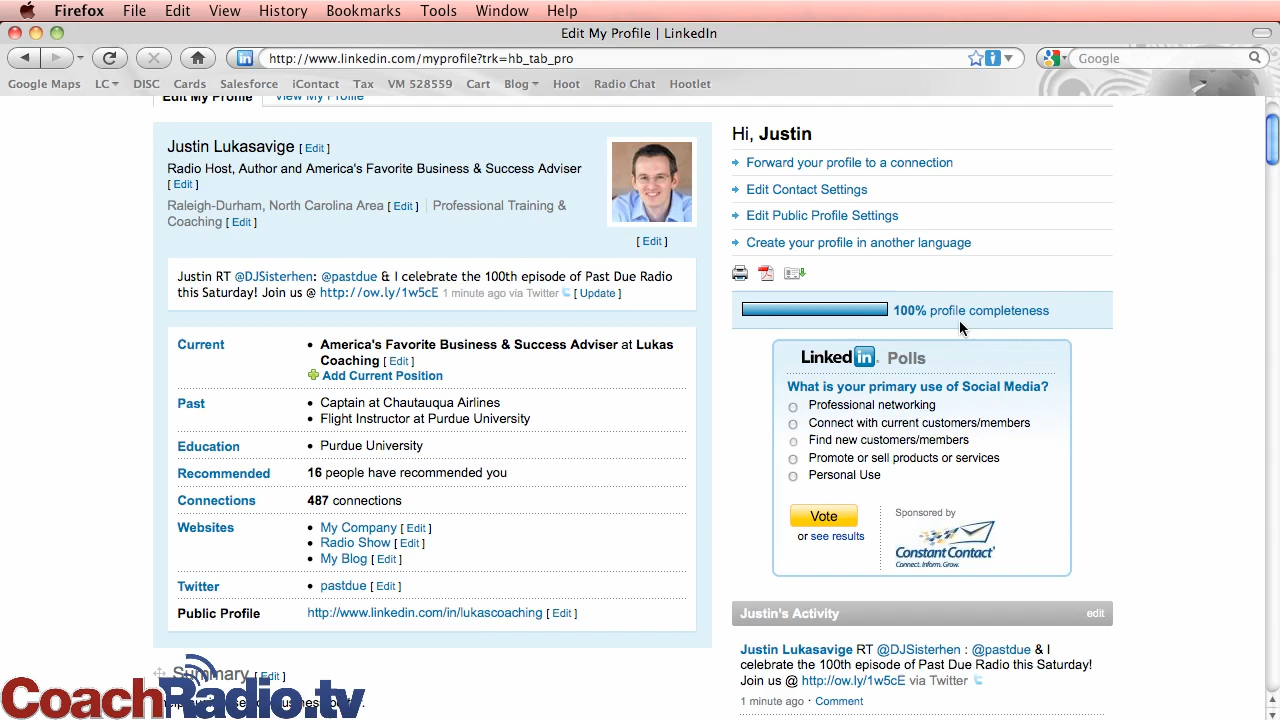 Firefox File Edit View History Bookmarks Tools Window Help
Edit My Profile | LinkedIn
http://www.linkedin.com/myprofile?trk=hb_tab_pro
Google
Google Maps LC DISC Cards Salesforce iContact Tax VM 528559 Cart Blog Hoot Radio Chat Hootlet
Edit My Profile View My Profile
Justin Lukasavige [ Edit ]
Radio Host, Author and America's Favorite Business & Success Adviser
[ Edit ]
Raleigh-Durham, North Carolina Area [ Edit ] | Professional Training &
Coaching [ Edit ]
[ Edit ]
Justin RT @DJSisterhen: @pastdue & I celebrate the 100th episode of Past Due Radio
this Saturday! Join us @ http://ow.ly/1w5cE 1 minute ago via Twitter [ Update ]
Current • America's Favorite Business & Success Adviser at Lukas
Coaching [ Edit ]
Add Current Position
Past • Captain at Chautauqua Airlines
• Flight Instructor at Purdue University
Education • Purdue University
Recommended 16 people have recommended you
Connections 487 connections
Websites • My Company [ Edit ]
• Radio Show [ Edit ]
• My Blog [ Edit ]
Twitter • pastdue [ Edit ]
Public Profile http://www.linkedin.com/in/lukascoaching [ Edit ]
Summary [ Edit ]
CoachRadio.tv
Hi, Justin
Forward your profile to a connection
Edit Contact Settings
Edit Public Profile Settings
Create your profile in another language
100% profile completeness
Linked in Polls
What is your primary use of Social Media?
Professional networking
Connect with current customers/members
Find new customers/members
Promote or sell products or services
Personal Use
Vote
or see results
Sponsored by
Constant Contact
Connect. Inform. Grow.
Justin's Activity edit
Justin Lukasavige RT @DJSisterhen : @pastdue & I
celebrate the 100th episode of Past Due Radio this Saturday!
Join us @ http://ow.ly/1w5cE via Twitter
1 minute ago · Comment